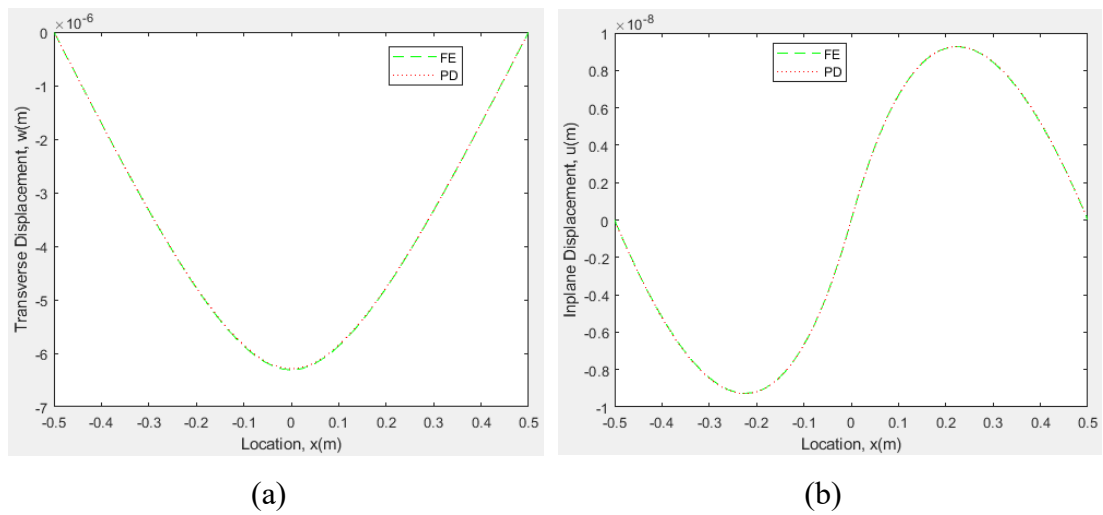 ×10^-6
0
-1
-2
-3
-4
-5
-6
-7
Transverse Displacement, w(m)
FE
PD
-0.5 -0.4 -0.3 -0.2 -0.1 0 0.1 0.2 0.3 0.4 0.5
Location, x(m)
(a)
×10^-8
1
0.8
0.6
0.4
0.2
0
-0.2
-0.4
-0.6
-0.8
-1
Inplane Displacement, u(m)
FE
PD
-0.5 -0.4 -0.3 -0.2 -0.1 0 0.1 0.2 0.3 0.4 0.5
Location, x(m)
(b)